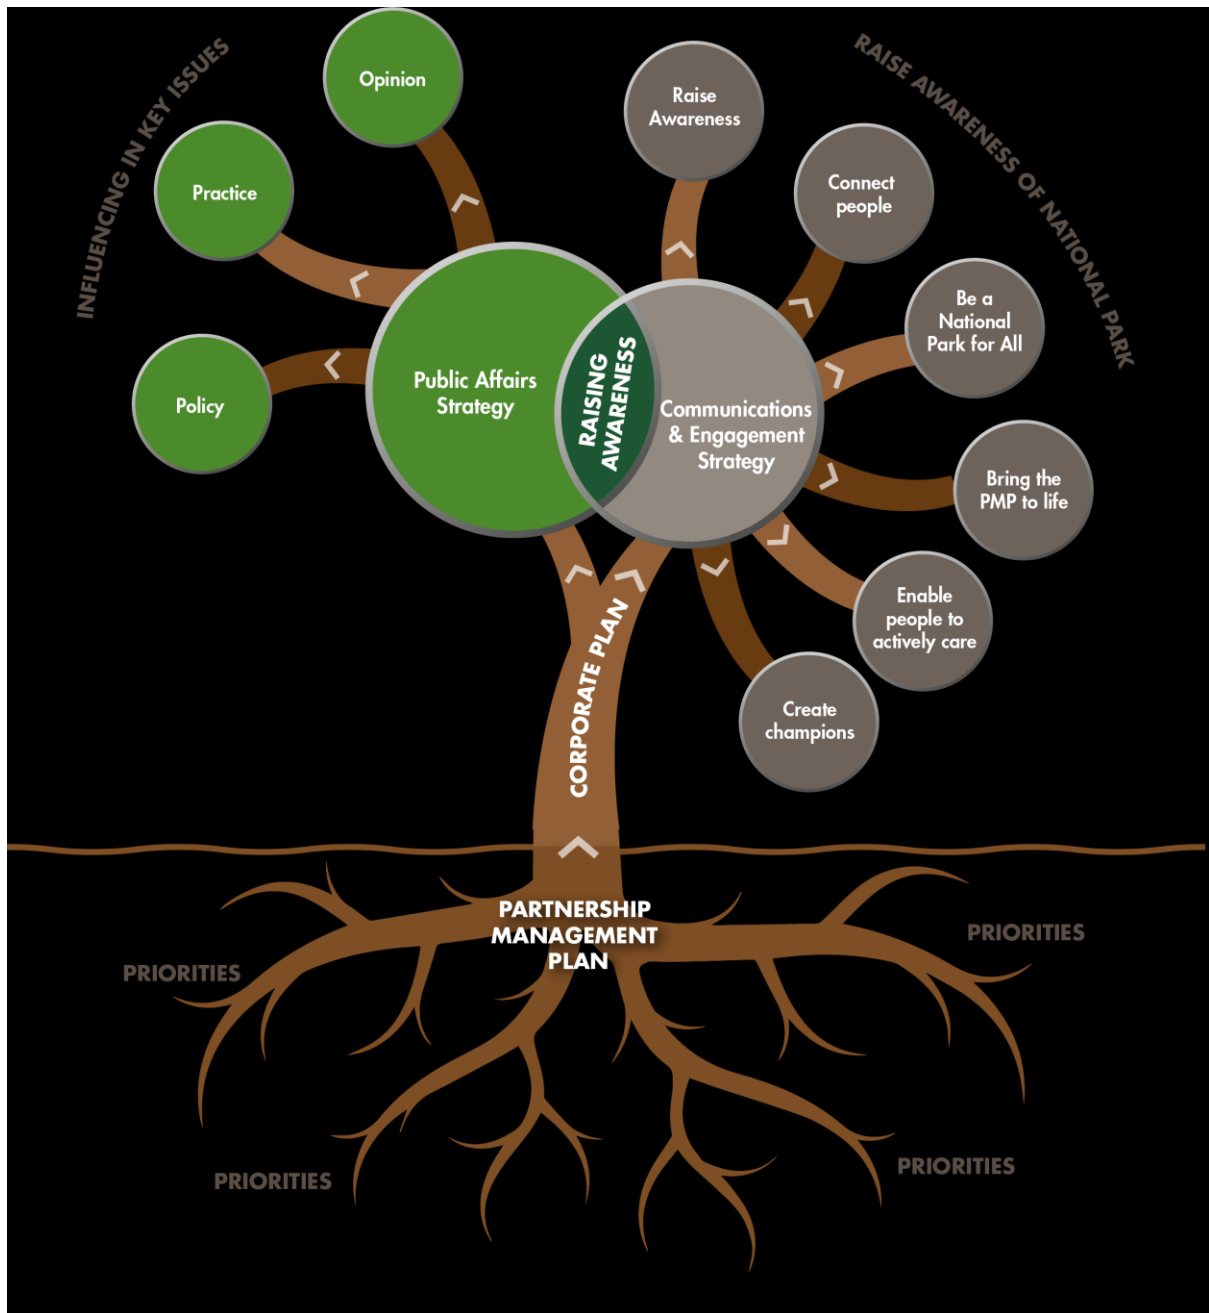 INFLUENCING IN KEY ISSUES
RAISE AWARENESS OF NATIONAL PARK
Opinion
Practice
Policy
Raise
Awareness
Connect
people
Be a
National
Park for All
Bring the
PMP to life
Enable
people to
actively care
Create
champions
Public Affairs
Strategy
RAISING
AWARENESS
Communications
& Engagement
Strategy
CORPORATE PLAN
PARTNERSHIP
MANAGEMENT
PLAN
PRIORITIES
PRIORITIES
PRIORITIES
PRIORITIES